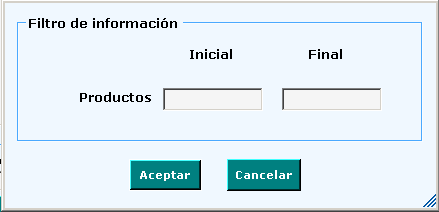 Filtro de información
Inicial Final
Productos
Aceptar Cancelar